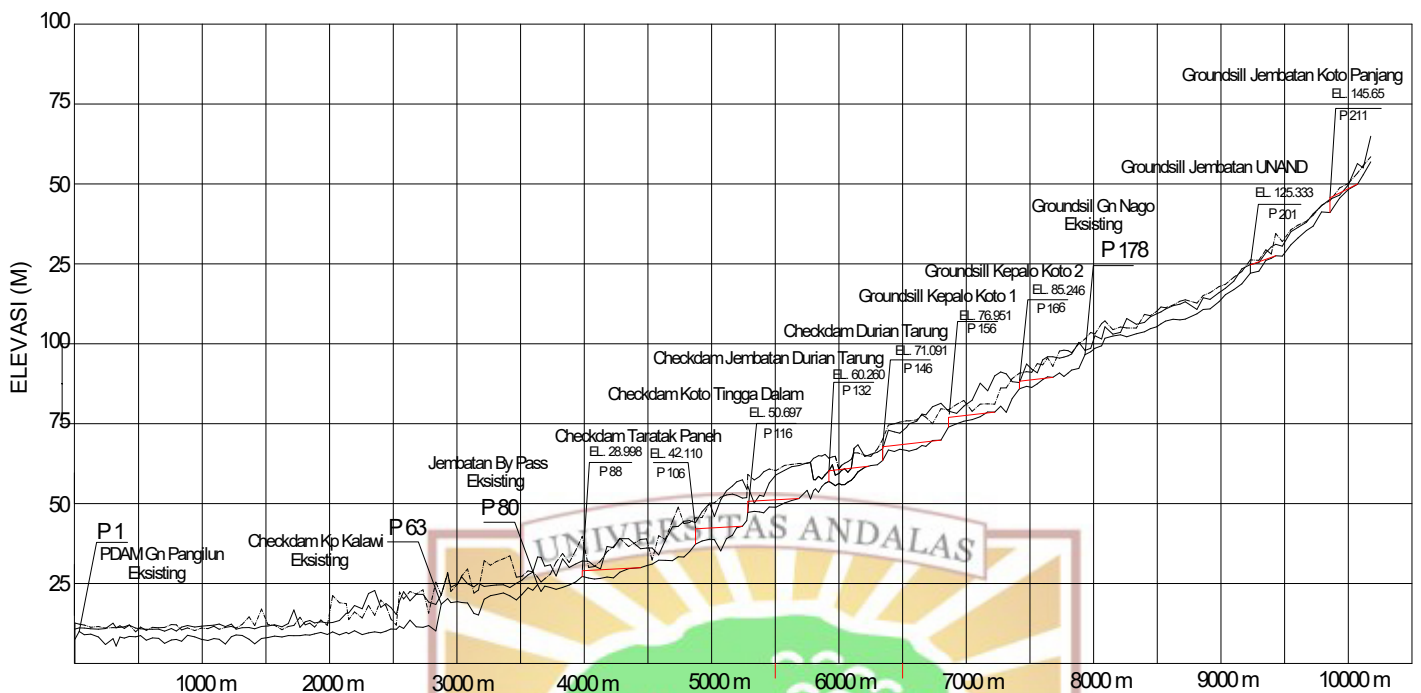 100
Groundsill Jembatan Koto Panjang
EL. 145.65
P 211
75
Groundsill Jembatan UNAND
EL. 125.333
P 201
50
Groundsil Gn Nago
Eksisting
P 178
25
Groundsill Kepalo Koto 2
EL. 85.246
P 166
Groundsill Kepalo Koto 1
EL. 76.951
P 156
100
Checkdam Durian Tarung
EL. 71.091
P 146
Checkdam Jembatan Durian Tarung
EL. 60.260
P 132
75
Checkdam Koto Tingga Dalam
EL. 50.697
P 116
Checkdam Taratak Paneh
EL. 28.998
P 88
EL. 42.110
P 106
Jembatan By Pass
Eksisting
P 80
50
P 63
Checkdam Kp Kalawi
Eksisting
P 1
PDAM Gn Pangilun
Eksisting
25
ELEVASI (M)
UNIVERSITAS ANDALAS
1000 m
2000 m
3000 m
4000 m
5000 m
6000 m
7000 m
8000 m
9000 m
10000 m